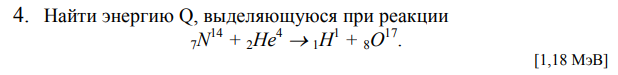 4. Найти энергию Q, выделяющуюся при реакции
₇N¹⁴ + ₂He⁴ → ₁H¹ + ₈O¹⁷.
[1,18 МэВ]